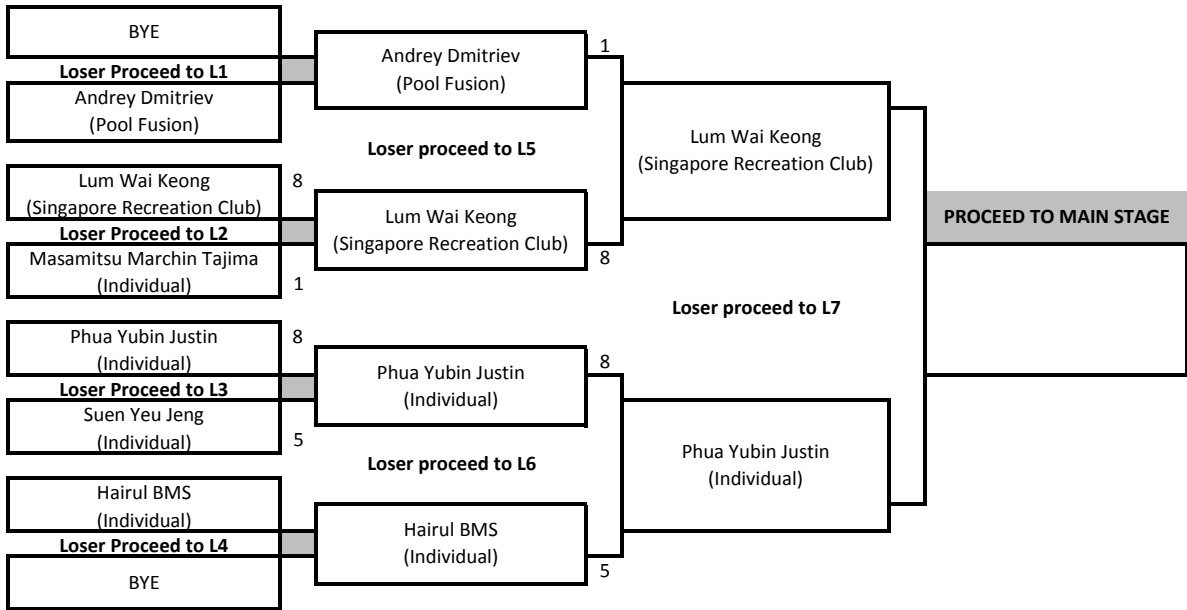 BYE
Loser Proceed to L1
Andrey Dmitriev
(Pool Fusion)
Lum Wai Keong
(Singapore Recreation Club)
8
Loser Proceed to L2
Masamitsu Marchin Tajima
(Individual)
1
Phua Yubin Justin
(Individual)
8
Loser Proceed to L3
Suen Yeu Jeng
(Individual)
5
Hairul BMS
(Individual)
Loser Proceed to L4
BYE
Andrey Dmitriev
(Pool Fusion)
1
Loser proceed to L5
Lum Wai Keong
(Singapore Recreation Club)
8
Phua Yubin Justin
(Individual)
8
Loser proceed to L6
Hairul BMS
(Individual)
5
Lum Wai Keong
(Singapore Recreation Club)
Loser proceed to L7
Phua Yubin Justin
(Individual)
PROCEED TO MAIN STAGE